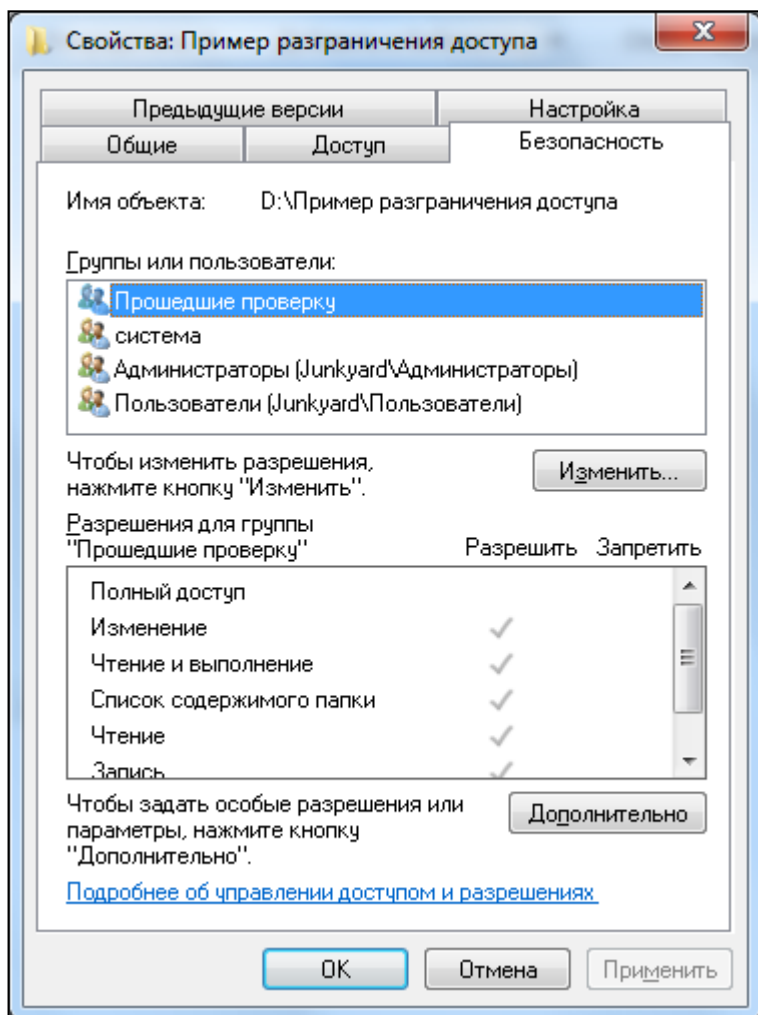 Свойства: Пример разграничения доступа
Предыдущие версии
Настройка
Общие
Доступ
Безопасность
Имя объекта: D:\Пример разграничения доступа
Группы или пользователи:
Прошедшие проверку
система
Администраторы (Junkyard\Администраторы)
Пользователи (Junkyard\Пользователи)
Чтобы изменить разрешения,
нажмите кнопку "Изменить".
Изменить...
Разрешения для группы
"Прошедшие проверку"
Разрешить Запретить
Полный доступ
Изменение
Чтение и выполнение
Список содержимого папки
Чтение
Запись
Чтобы задать особые разрешения или
параметры, нажмите кнопку
"Дополнительно".
Дополнительно
Подробнее об управлении доступом и разрешениях
OK
Отмена
Применить